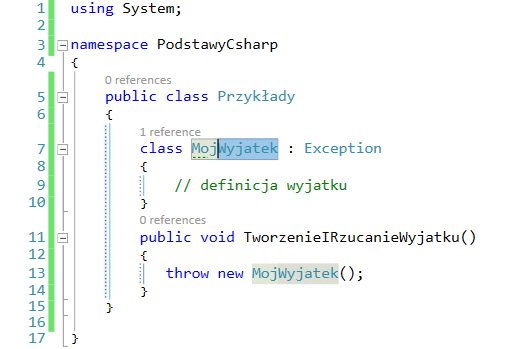 1 using System;
2
3 namespace PodstawyCsharp
4 {
0 references
5 public class Przykłady
6 {
1 reference
7 class MojWyjatek : Exception
8 {
9 // definicja wyjatku
10 }
0 references
11 public void TworzenieIRzucanieWyjatku()
12 {
13 throw new MojWyjatek();
14 }
15 }
16
17 }